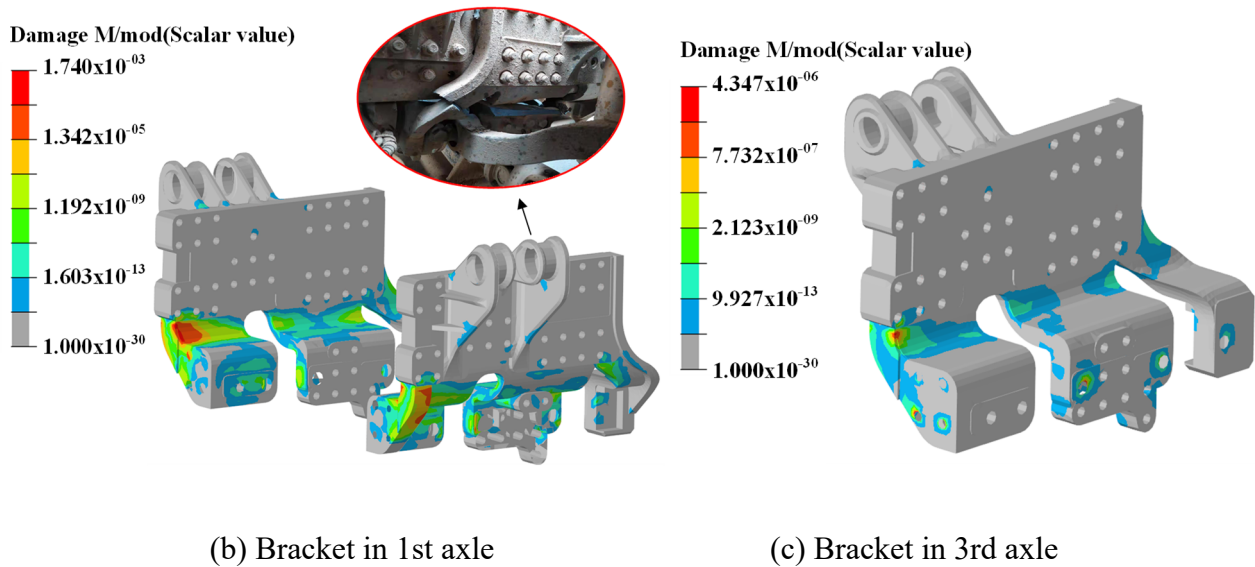 Damage M/mod(Scalar value)
1.740x10⁻⁰³
1.342x10⁻⁰⁵
1.192x10⁻⁰⁹
1.603x10⁻¹³
1.000x10⁻³⁰
Damage M/mod(Scalar value)
4.347x10⁻⁰⁶
7.732x10⁻⁰⁷
2.123x10⁻⁰⁹
9.927x10⁻¹³
1.000x10⁻³⁰
(b) Bracket in 1st axle
(c) Bracket in 3rd axle